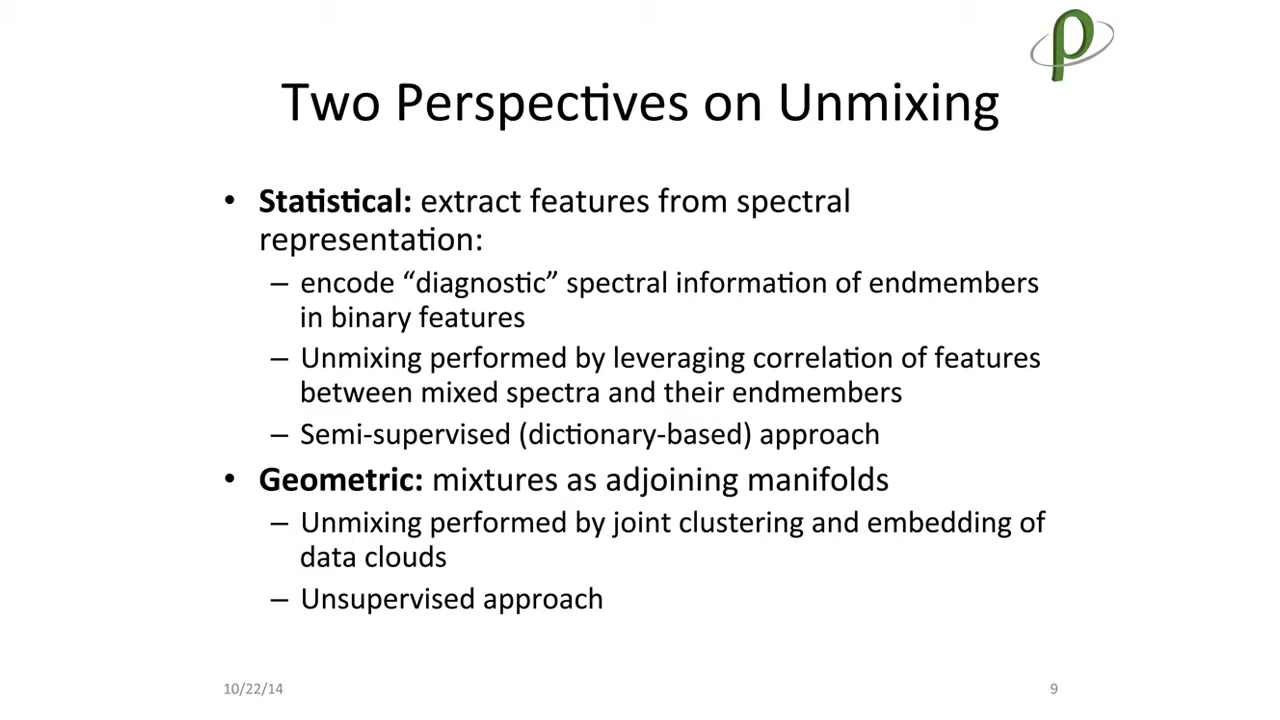 ρ
Two Perspectives on Unmixing
• Statistical: extract features from spectral
representation:
– encode “diagnostic” spectral information of endmembers
in binary features
– Unmixing performed by leveraging correlation of features
between mixed spectra and their endmembers
– Semi-supervised (dictionary-based) approach
• Geometric: mixtures as adjoining manifolds
– Unmixing performed by joint clustering and embedding of
data clouds
– Unsupervised approach
10/22/14
9